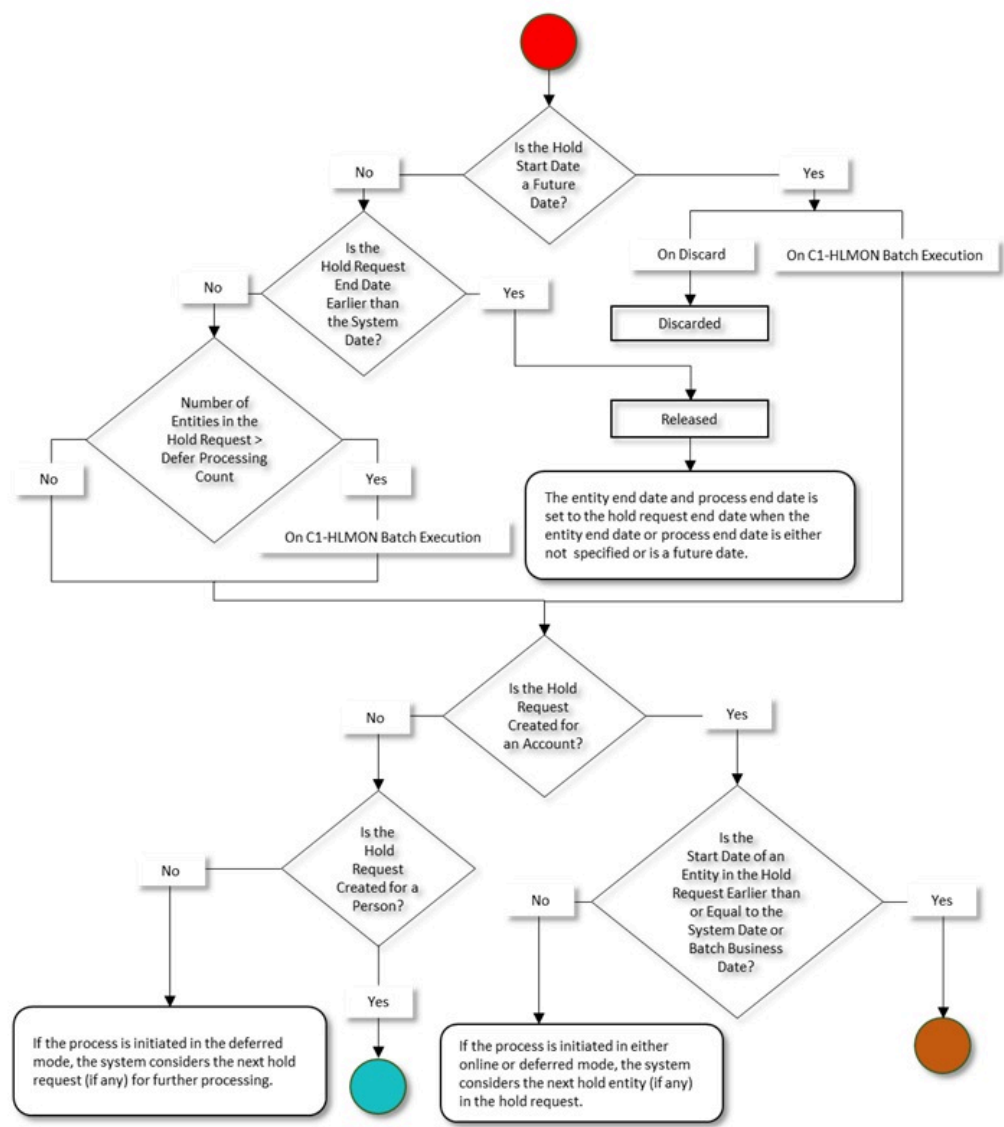 Is the Hold
Start Date
a Future
Date?
No
Yes
Is the
Hold Request
End Date
Earlier than
the System
Date?
On Discard
On C1-HLMON Batch Execution
No
Yes
Discarded
Number of
Entities in the
Hold Request >
Defer Processing
Count
Released
No
Yes
The entity end date and process end date is
set to the hold request end date when the
entity end date or process end date is either
not specified or is a future date.
On C1-HLMON Batch Execution
Is the Hold
Request
Created for
an Account?
No
Yes
Is the
Hold
Request
Created for a
Person?
Is the
Start Date of an
Entity in the Hold
Request Earlier than
or Equal to the
System Date or
Batch Business
Date?
No
No
Yes
Yes
If the process is initiated in the deferred
mode, the system considers the next hold
request (if any) for further processing.
If the process is initiated in either
online or deferred mode, the system
considers the next hold entity (if any)
in the hold request.